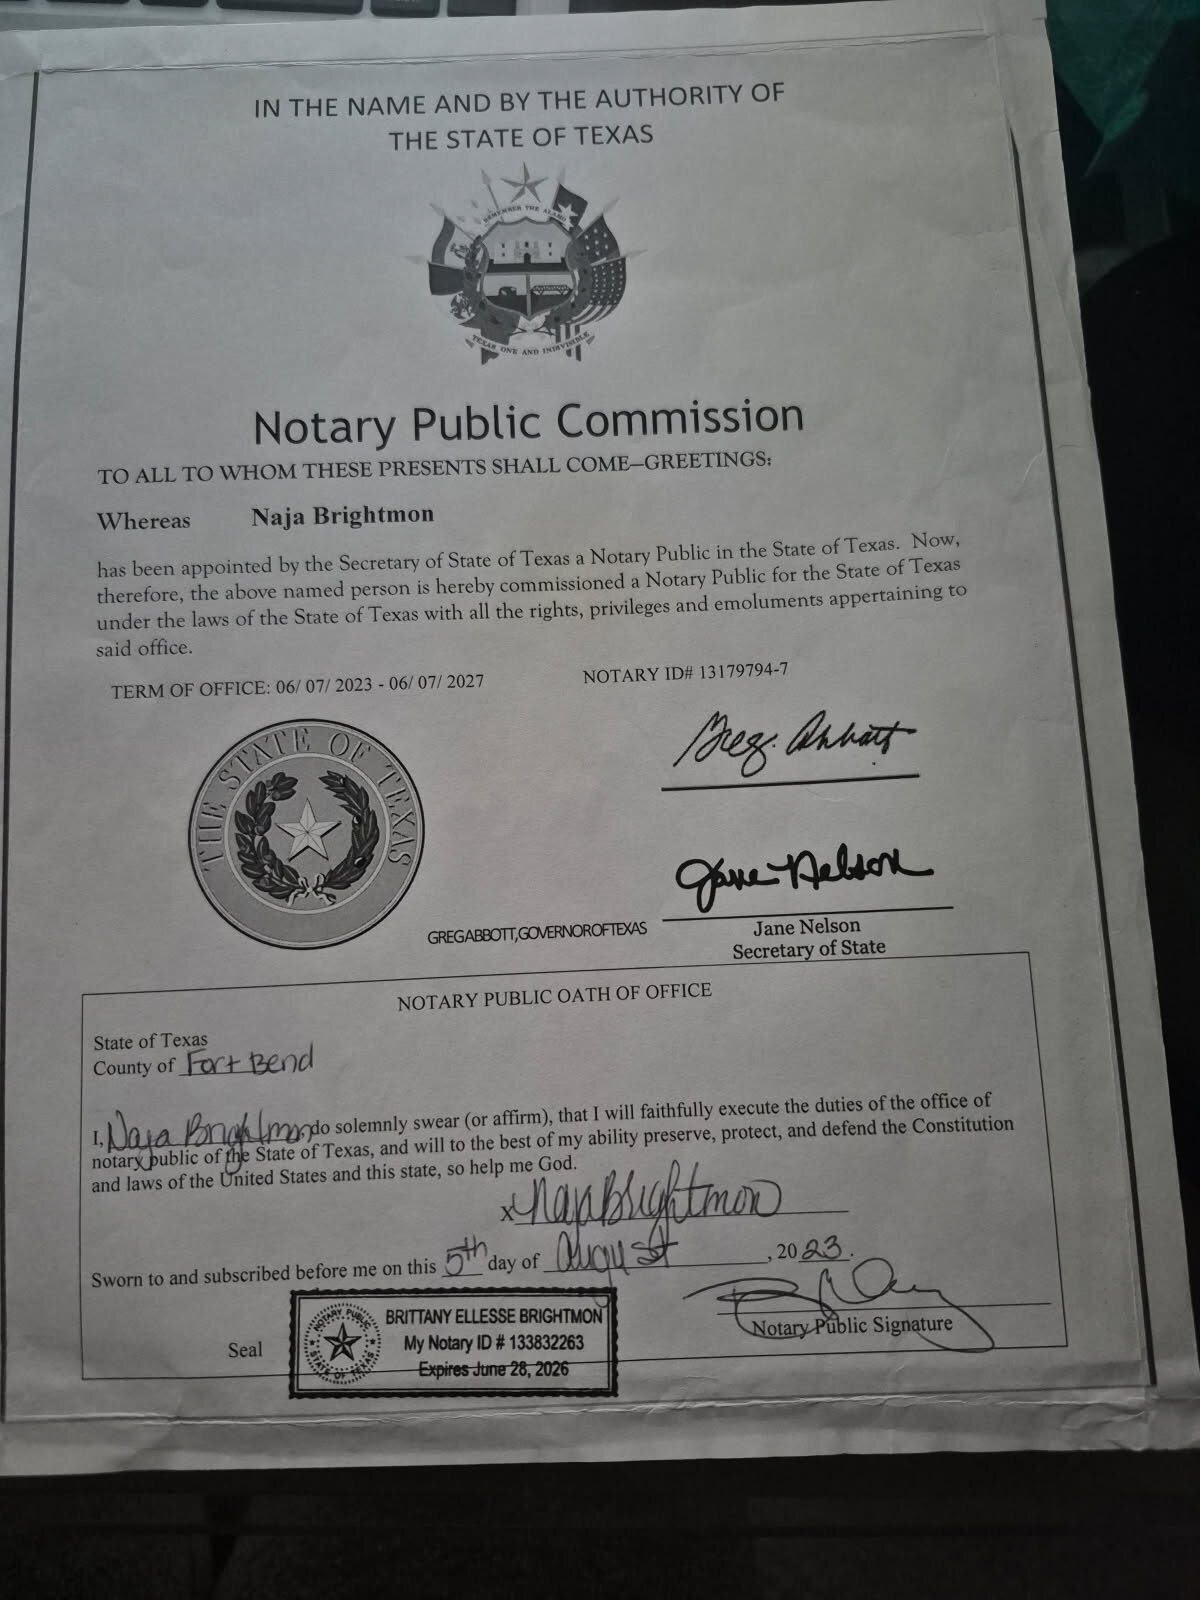 IN THE NAME AND BY THE AUTHORITY OF
THE STATE OF TEXAS
REMEMBER THE ALAMO
TEXAS ONE AND INDIVISIBLE
Notary Public Commission
TO ALL TO WHOM THESE PRESENTS SHALL COME—GREETINGS:
Whereas Naja Brightmon
has been appointed by the Secretary of State of Texas a Notary Public in the State of Texas. Now,
therefore, the above named person is hereby commissioned a Notary Public for the State of Texas
under the laws of the State of Texas with all the rights, privileges and emoluments appertaining to
said office.
TERM OF OFFICE: 06/ 07/ 2023 - 06/ 07/ 2027 NOTARY ID# 13179794-7
THE STATE OF TEXAS
Greg Abbott
Jane Nelson
GREGABBOTT,GOVERNOROFTEXAS
Jane Nelson
Secretary of State
NOTARY PUBLIC OATH OF OFFICE
State of Texas
County of Fort Bend
I, Naja Brightmon, do solemnly swear (or affirm), that I will faithfully execute the duties of the office of
notary public of the State of Texas, and will to the best of my ability preserve, protect, and defend the Constitution
and laws of the United States and this state, so help me God.
x Naja Brightmon
Sworn to and subscribed before me on this 5th day of August, 2023.
Notary Public Signature
Seal
NOTARY PUBLIC
STATE OF TEXAS
BRITTANY ELLESSE BRIGHTMON
My Notary ID # 133832263
Expires June 28, 2026